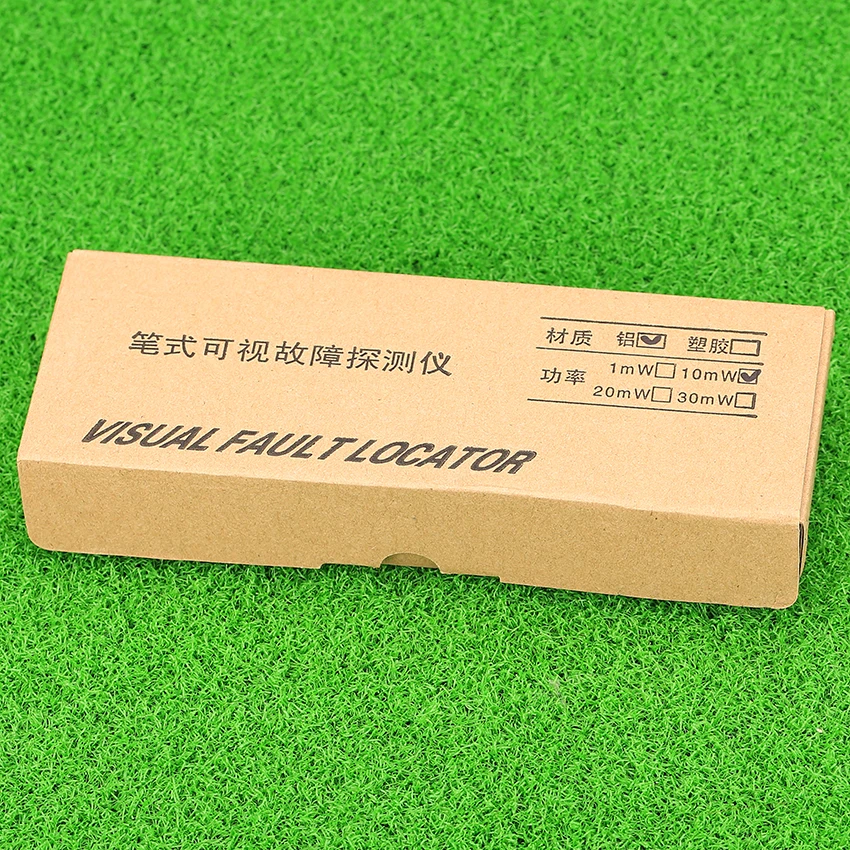 笔式可视故障探测仪
VISUAL FAULT LOCATOR
材质 铝☑ 塑胶☐
功率 1mW☐ 10mW☑
20mW☐ 30mW☐